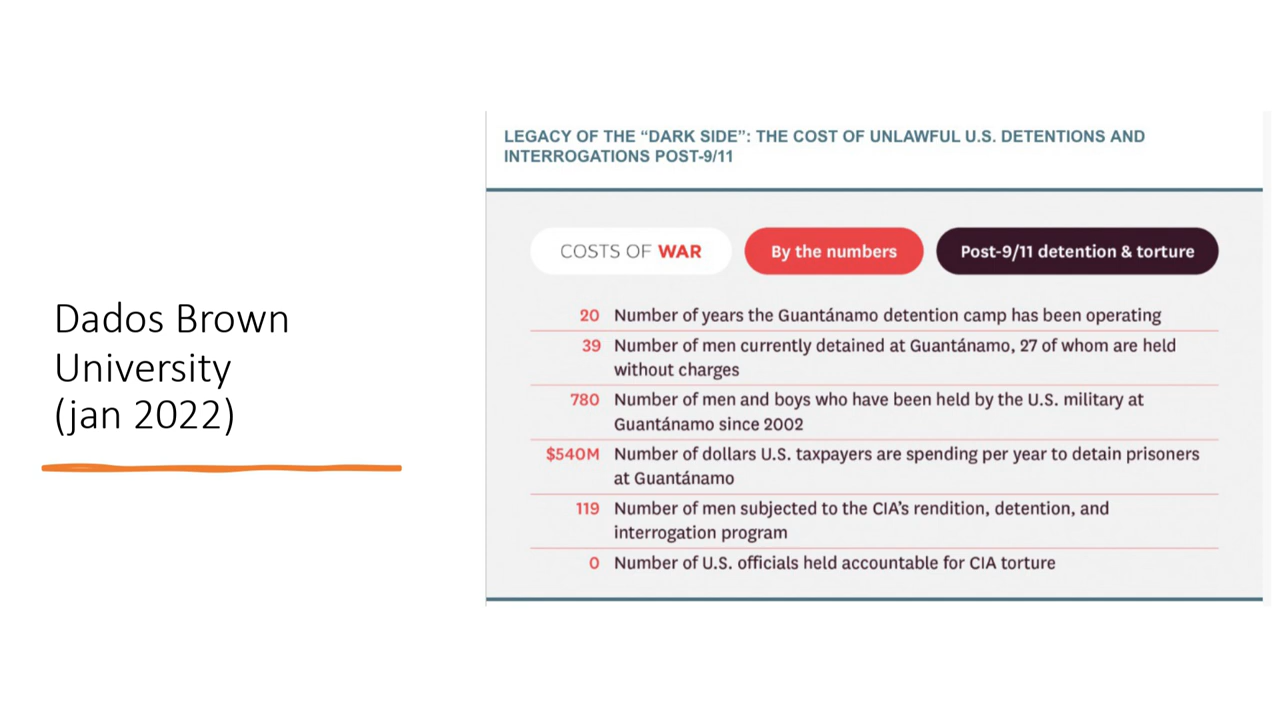 Dados Brown
University
(jan 2022)
LEGACY OF THE “DARK SIDE”: THE COST OF UNLAWFUL U.S. DETENTIONS AND
INTERROGATIONS POST-9/11
COSTS OF WAR
By the numbers
Post-9/11 detention & torture
20 Number of years the Guantánamo detention camp has been operating
39 Number of men currently detained at Guantánamo, 27 of whom are held
without charges
780 Number of men and boys who have been held by the U.S. military at
Guantánamo since 2002
$540M Number of dollars U.S. taxpayers are spending per year to detain prisoners
at Guantánamo
119 Number of men subjected to the CIA’s rendition, detention, and
interrogation program
0 Number of U.S. officials held accountable for CIA torture